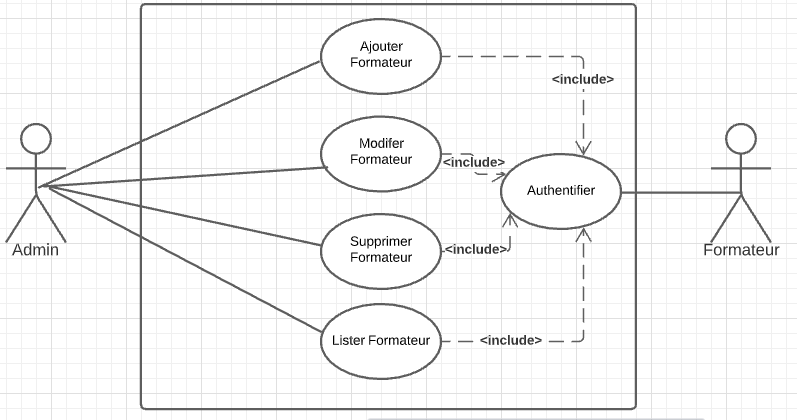 Ajouter
Formateur
<include>
Modifer
Formateur
<include>
Authentifier
Supprimer
Formateur
<include>
Admin
Formateur
Lister Formateur
<include>